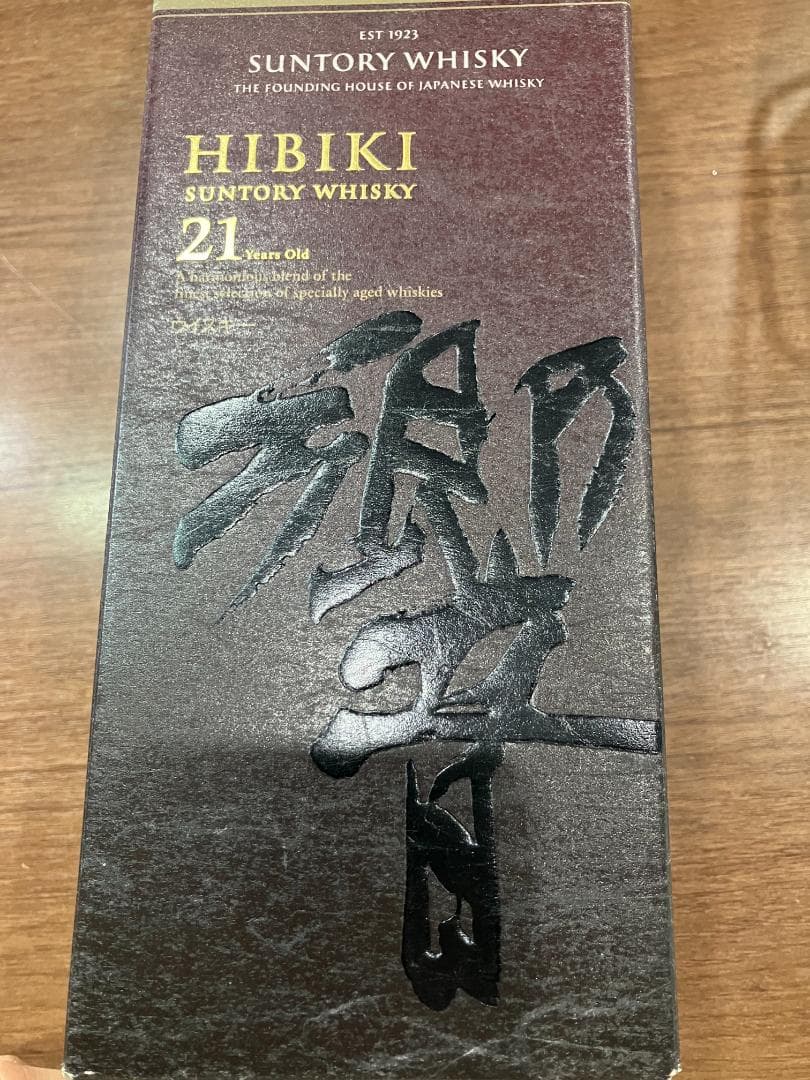 EST 1923
SUNTORY WHISKY
THE FOUNDING HOUSE OF JAPANESE WHISKY
HIBIKI
SUNTORY WHISKY
21 Years Old
A harmonious blend of the
finest selection of specially aged whiskies
ウイスキー
響